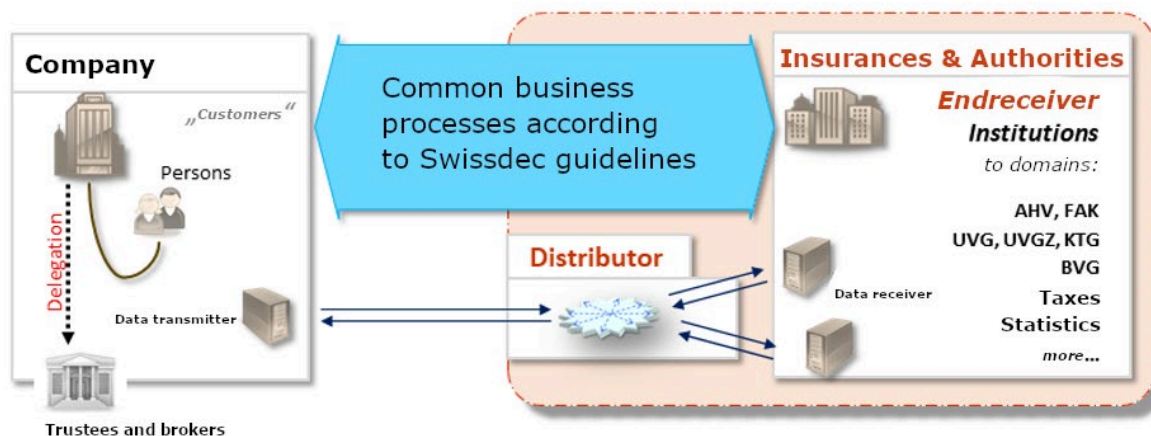 Company
„Customers“
Persons
Delegation
Data transmitter
Trustees and brokers
Common business
processes according
to Swissdec guidelines
Distributor
Insurances & Authorities
Endreceiver
Institutions
to domains:
AHV, FAK
UVG, UVGZ, KTG
BVG
Data receiver
Taxes
Statistics
more...